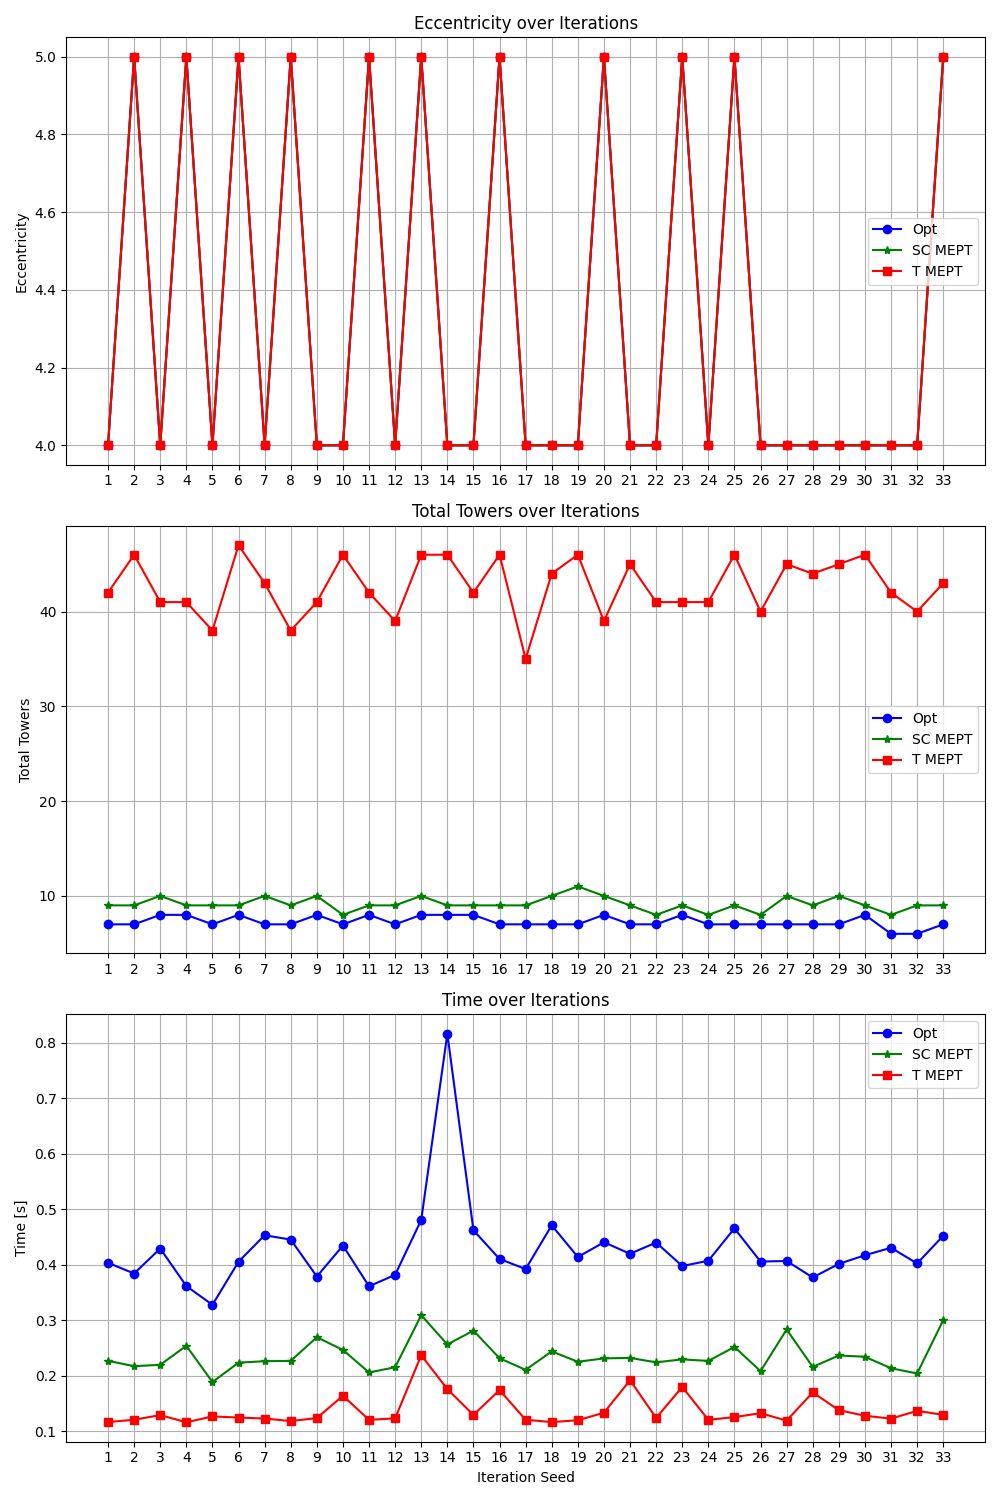 Eccentricity over Iterations
Eccentricity
5.0
4.8
4.6
4.4
4.2
4.0
Opt
SC MEPT
T MEPT
1 2 3 4 5 6 7 8 9 10 11 12 13 14 15 16 17 18 19 20 21 22 23 24 25 26 27 28 29 30 31 32 33
Total Towers over Iterations
Total Towers
40
30
20
10
Opt
SC MEPT
T MEPT
1 2 3 4 5 6 7 8 9 10 11 12 13 14 15 16 17 18 19 20 21 22 23 24 25 26 27 28 29 30 31 32 33
Time over Iterations
Time [s]
0.8
0.7
0.6
0.5
0.4
0.3
0.2
0.1
Opt
SC MEPT
T MEPT
1 2 3 4 5 6 7 8 9 10 11 12 13 14 15 16 17 18 19 20 21 22 23 24 25 26 27 28 29 30 31 32 33
Iteration Seed